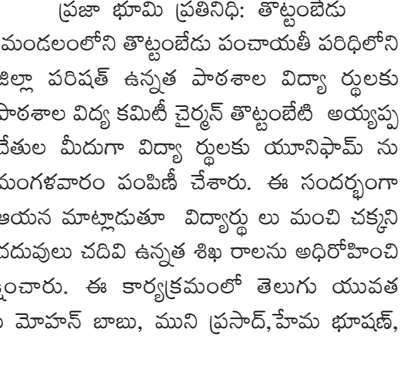 ప్రజా భూమి ప్రతినిధి: తొట్టంబేడు
మండలంలోని తొట్టంబేడు పంచాయతీ పరిధిలోని
జిల్లా పరిషత్ ఉన్నత పాఠశాల విద్యా ర్థులకు
పాఠశాల విద్య కమిటీ చైర్మన్ తొట్టంబేటి అయ్యప్ప
చేతుల మీదుగా విద్యా ర్థులకు యూనిఫామ్ ను
మంగళవారం పంపిణీ చేశారు. ఈ సందర్భంగా
ఆయన మాట్లాడుతూ విద్యార్థు లు మంచి చక్కని
చదువులు చదివి ఉన్నత శిఖ రాలను అధిరోహించి
ఈ కార్యక్రమంలో తెలుగు యువత
మోహన్ బాబు, ముని ప్రసాద్,హేమ భూషణ్,